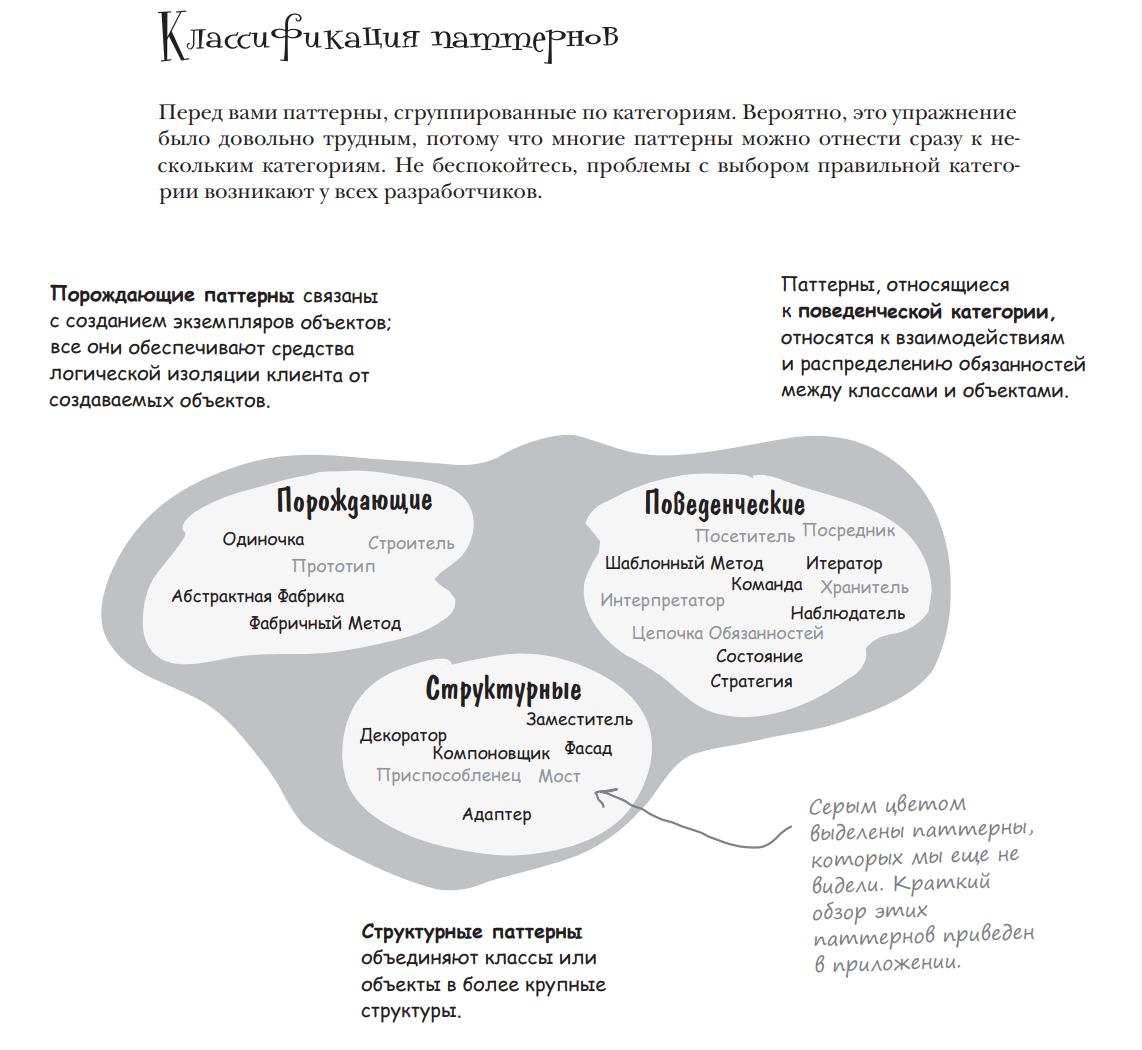 Классификация паттернов
Перед вами паттерны, сгруппированные по категориям. Вероятно, это упражнение
было довольно трудным, потому что многие паттерны можно отнести сразу к не-
скольким категориям. Не беспокойтесь, проблемы с выбором правильной катего-
рии возникают у всех разработчиков.
Порождающие паттерны связаны
с созданием экземпляров объектов;
все они обеспечивают средства
логической изоляции клиента от
создаваемых объектов.
Паттерны, относящиеся
к поведенческой категории,
относятся к взаимодействиям
и распределению обязанностей
между классами и объектами.
Порождающие
Одиночка
Строитель
Прототип
Абстрактная Фабрика
Фабричный Метод
Поведенческие
Посетитель
Посредник
Шаблонный Метод
Итератор
Команда
Хранитель
Интерпретатор
Наблюдатель
Цепочка Обязанностей
Состояние
Стратегия
Структурные
Заместитель
Декоратор
Компоновщик
Фасад
Приспособленец
Мост
Адаптер
Серым цветом
выделены паттерны,
которых мы еще не
видели. Краткий
обзор этих
паттернов приведен
в приложении.
Структурные паттерны
объединяют классы или
объекты в более крупные
структуры.